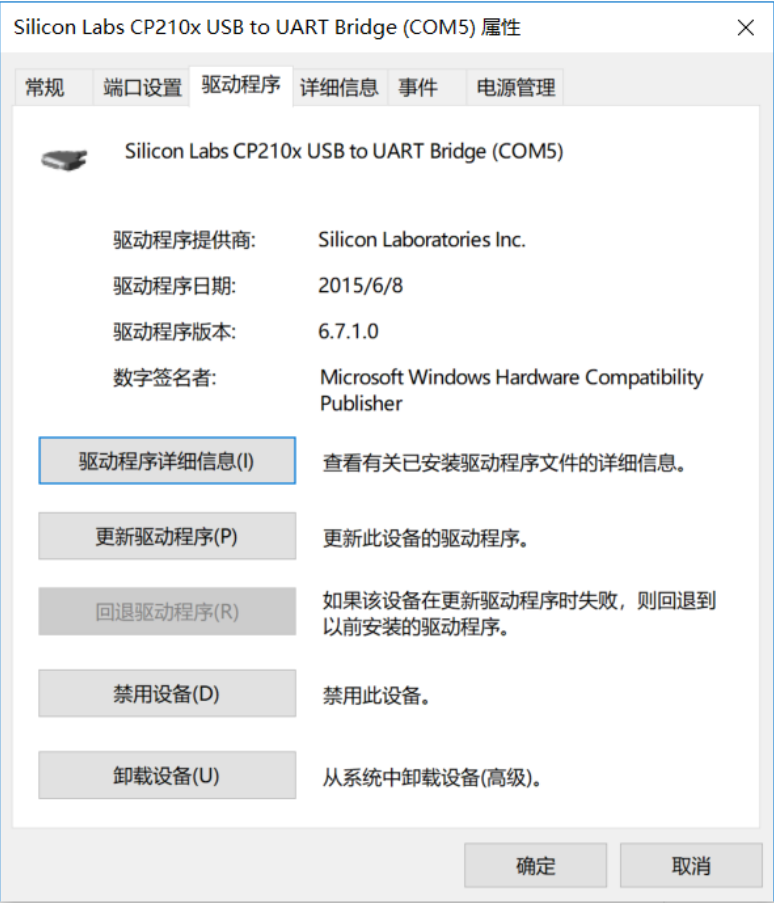 Silicon Labs CP210x USB to UART Bridge (COM5) 属性
常规 端口设置 驱动程序 详细信息 事件 电源管理
Silicon Labs CP210x USB to UART Bridge (COM5)
驱动程序提供商: Silicon Laboratories Inc.
驱动程序日期: 2015/6/8
驱动程序版本: 6.7.1.0
数字签名者: Microsoft Windows Hardware Compatibility
Publisher
驱动程序详细信息(I) 查看有关已安装驱动程序文件的详细信息。
更新驱动程序(P) 更新此设备的驱动程序。
回退驱动程序(R) 如果该设备在更新驱动程序时失败，则回退到
以前安装的驱动程序。
禁用设备(D) 禁用此设备。
卸载设备(U) 从系统中卸载设备(高级)。
确定 取消